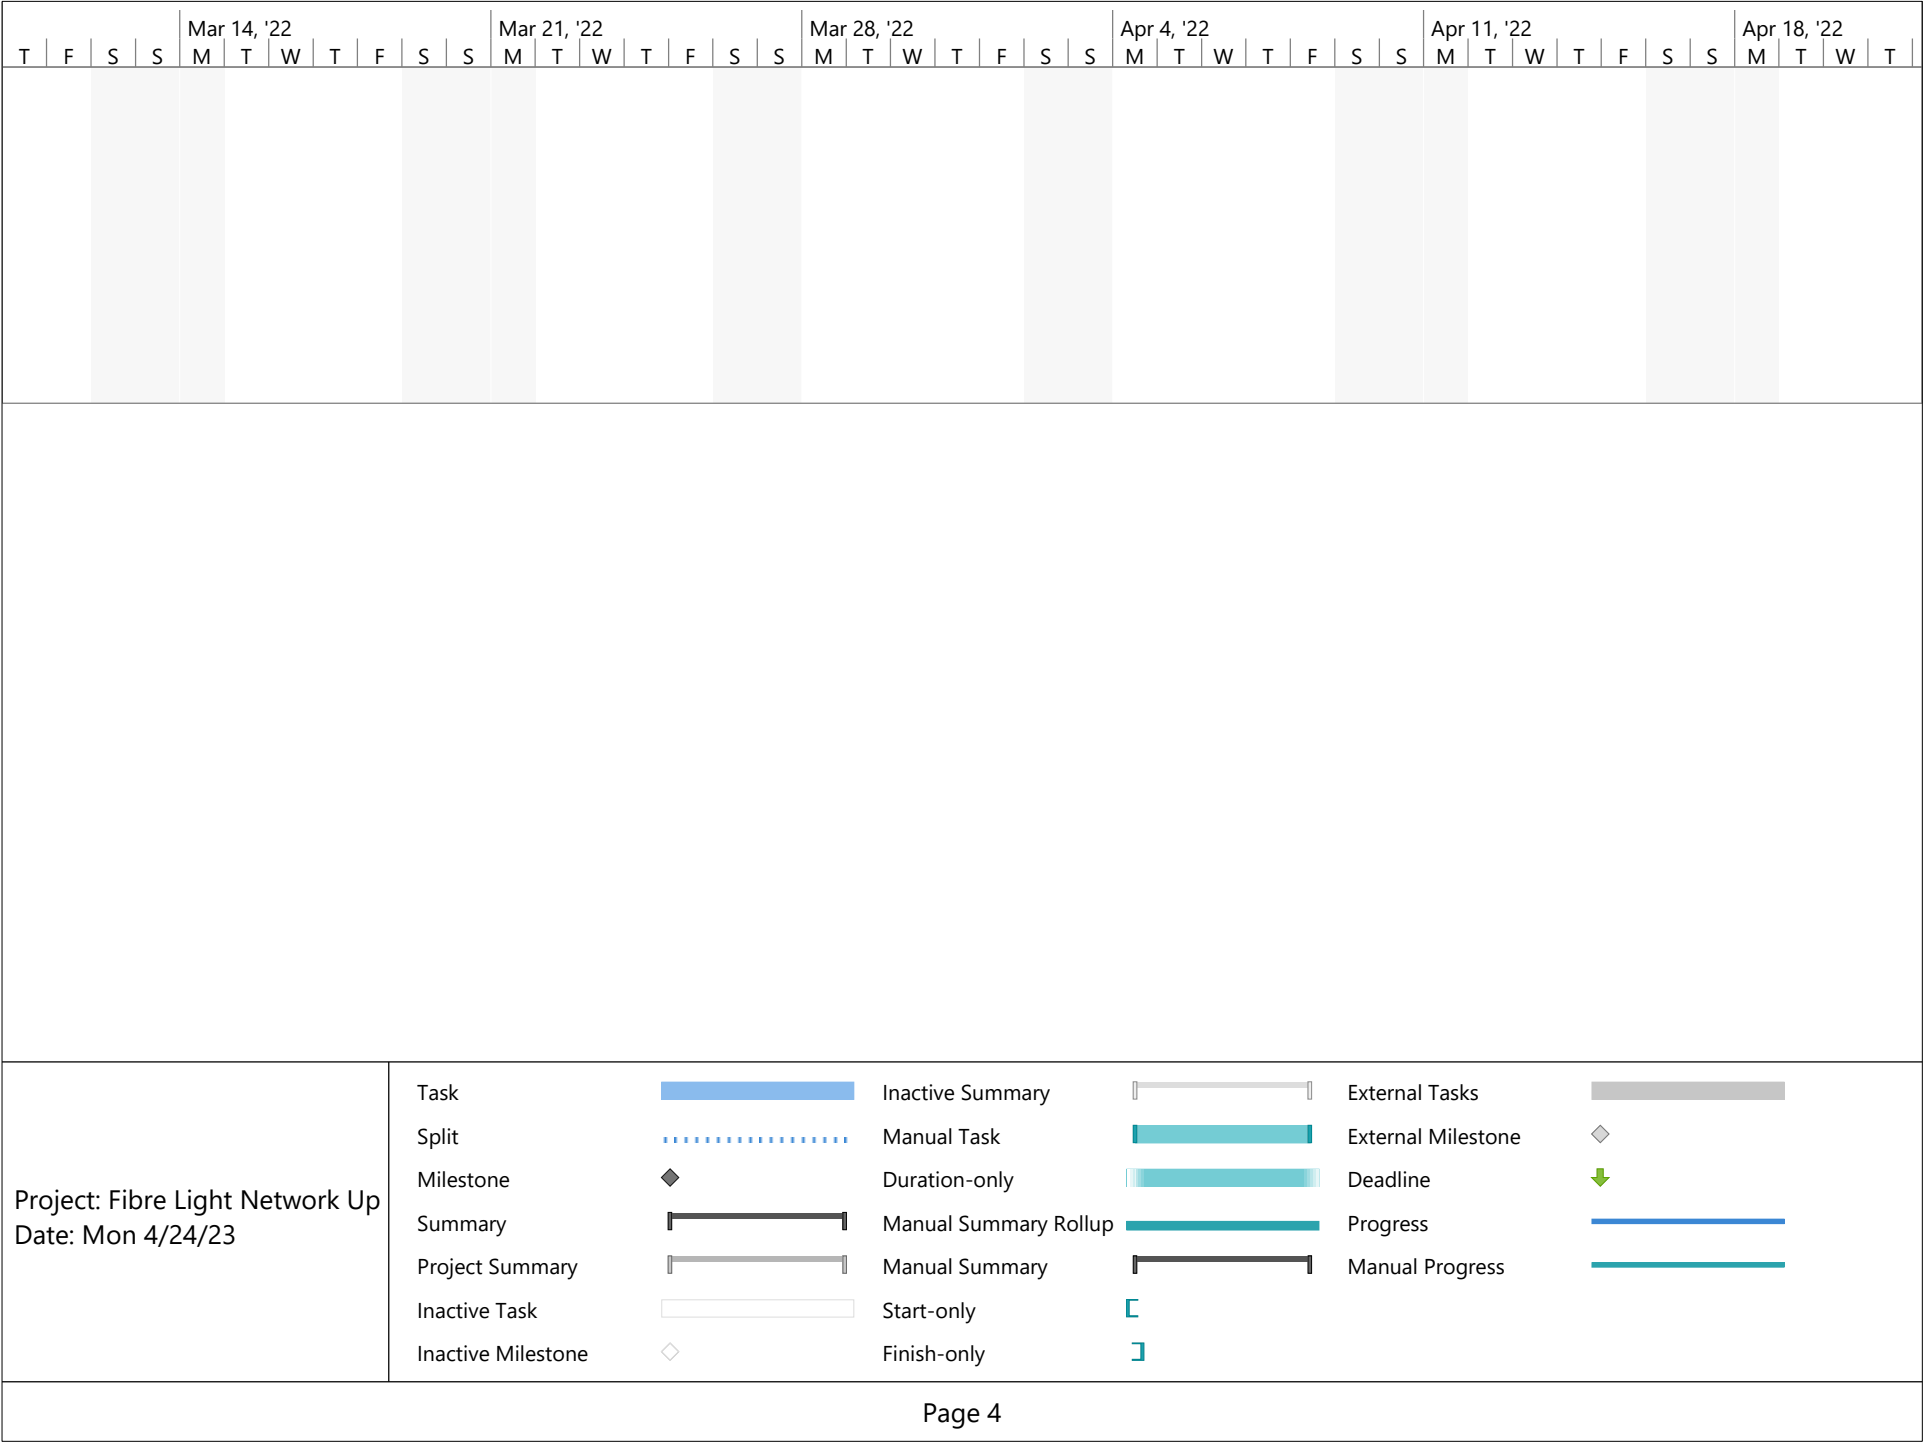 Mar 14, '22 Mar 21, '22 Mar 28, '22 Apr 4, '22 Apr 11, '22 Apr 18, '22
T F S S M T W T F S S M T W T F S S M T W T F S S M T W T F S S M T W T F S S M T W T
Project: Fibre Light Network Up
Date: Mon 4/24/23
Task
Split
Milestone
Summary
Project Summary
Inactive Task
Inactive Milestone
Inactive Summary
Manual Task
Duration-only
Manual Summary Rollup
Manual Summary
Start-only
Finish-only
External Tasks
External Milestone
Deadline
Progress
Manual Progress
Page 4